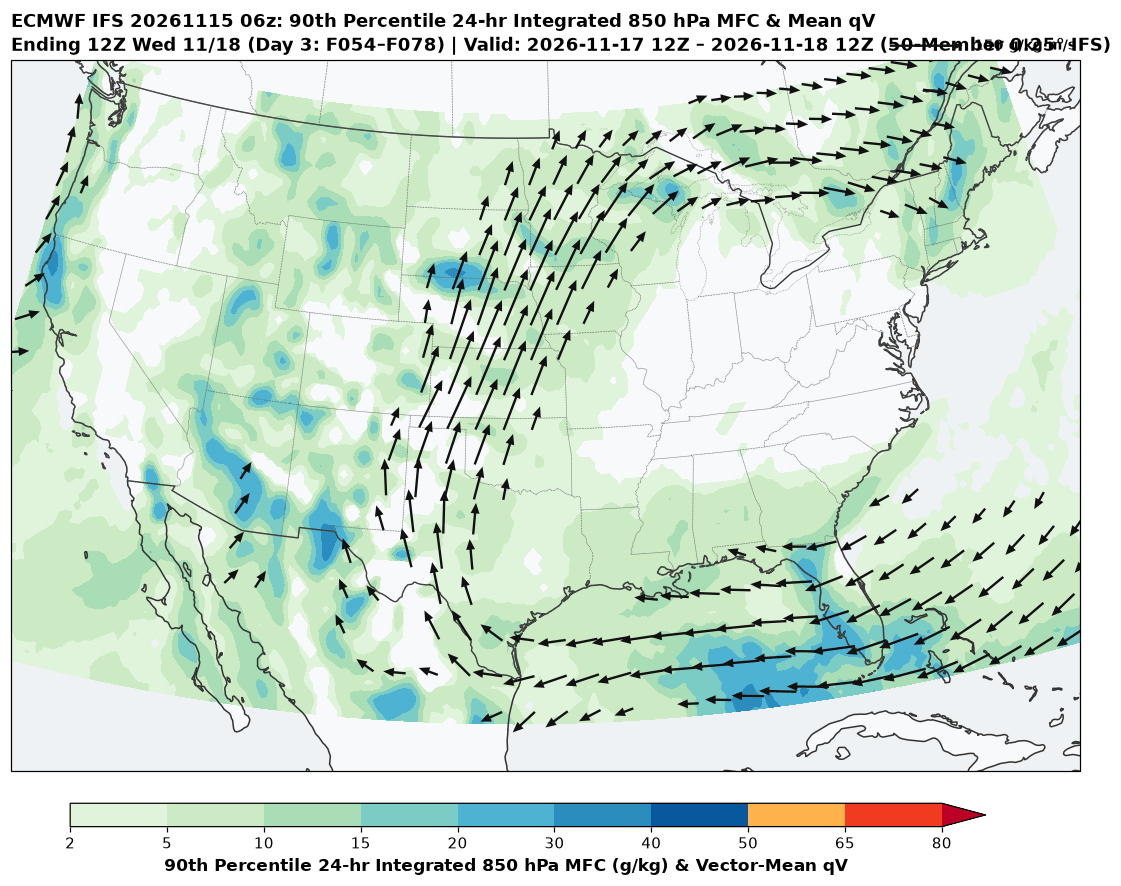 ECMWF IFS 20261115 06z: 90th Percentile 24-hr Integrated 850 hPa MFC & Mean qV
Ending 12Z Wed 11/18 (Day 3: F054–F078) | Valid: 2026-11-17 12Z – 2026-11-18 12Z (50-Member 0.25° IFS)
2 5 10 15 20 30 40 50 65 80
90th Percentile 24-hr Integrated 850 hPa MFC (g/kg) & Vector-Mean qV